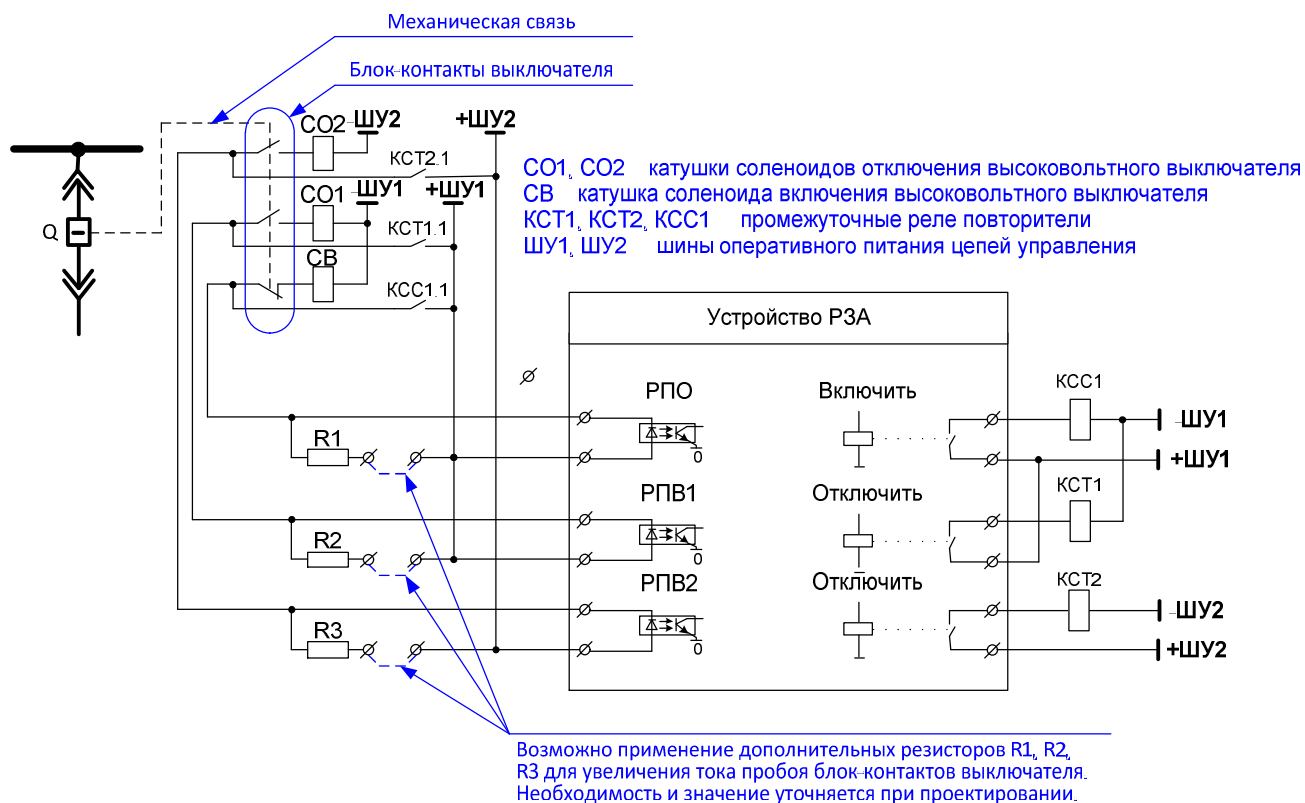 Механическая связь
Блок-контакты выключателя
СО2
-ШУ2
+ШУ2
КСТ2.1
СО1
-ШУ1
+ШУ1
КСТ1.1
СВ
КСС1.1
Q
СО1, СО2 катушки соленоидов отключения высоковольтного выключателя
СВ катушка соленоида включения высоковольтного выключателя
КСТ1, КСТ2, КСС1 промежуточные реле повторители
ШУ1, ШУ2 шины оперативного питания цепей управления
Устройство РЗА
РПО
Включить
КСС1
-ШУ1
R1
0
+ШУ1
РПВ1
Отключить
КСТ1
R2
0
РПВ2
Отключить
КСТ2
-ШУ2
R3
0
+ШУ2
Возможно применение дополнительных резисторов R1, R2,
R3 для увеличения тока пробоя блок-контактов выключателя.
Необходимость и значение уточняется при проектировании.